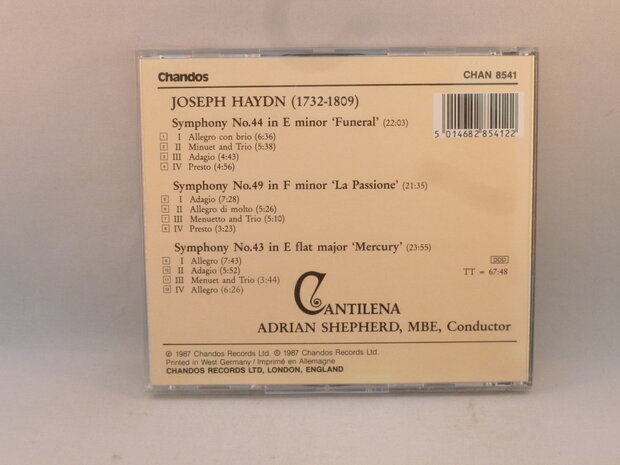 Chandos
CHAN 8541
JOSEPH HAYDN (1732-1809)
5 014682 854122
Symphony No.44 in E minor ‘Funeral’ (22:03)
1 I Allegro con brio (6:36)
2 II Minuet and Trio (5:38)
3 III Adagio (4:43)
4 IV Presto (4:56)
Symphony No.49 in F minor ‘La Passione’ (21:35)
5 I Adagio (7:28)
6 II Allegro di molto (5:26)
7 III Menuetto and Trio (5:10)
8 IV Presto (3:23)
Symphony No.43 in E flat major ‘Mercury’ (23:55)
9 I Allegro (7:43)
10 II Adagio (5:52)
11 III Menuet and Trio (3:44)
12 IV Allegro (6:26)
DDD
TT = 67:48
CANTILENA
ADRIAN SHEPHERD, MBE, Conductor
℗ 1987 Chandos Records Ltd. © 1987 Chandos Records Ltd.
Printed in West Germany / Imprimé en Allemagne
CHANDOS RECORDS LTD, LONDON, ENGLAND